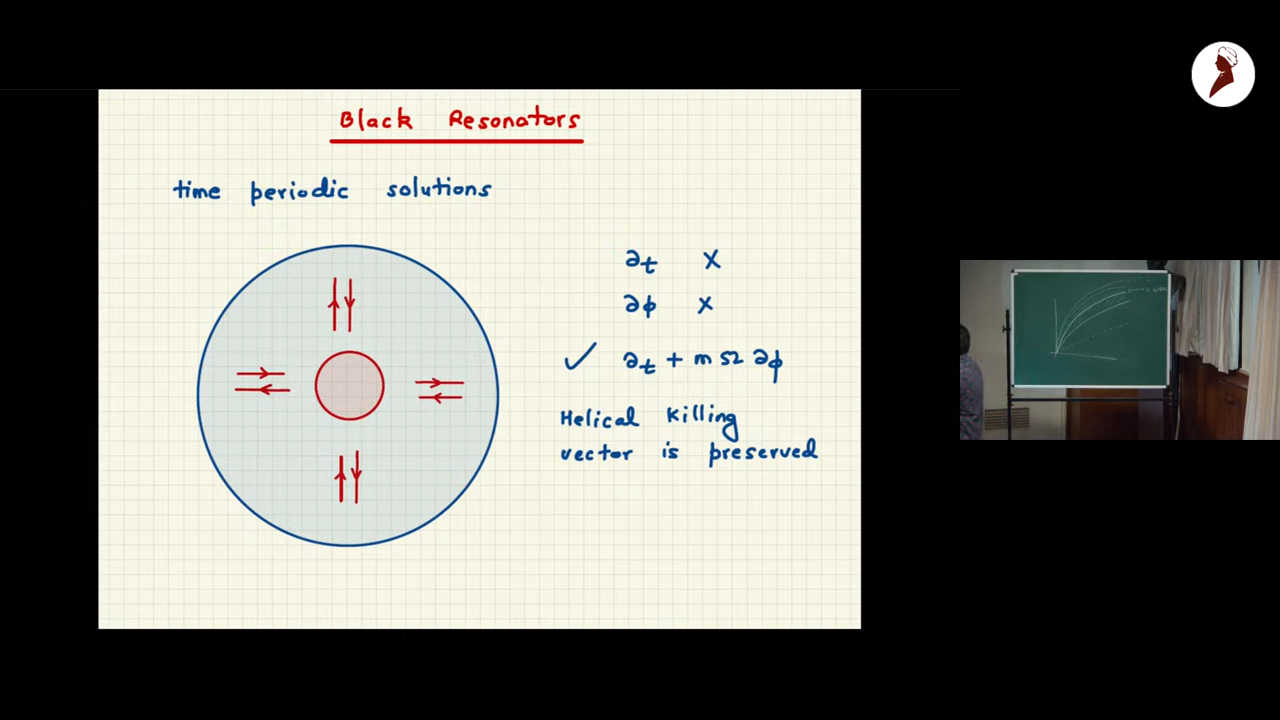 Black Resonators
time periodic solutions
∂t X
∂ϕ X
✓ ∂t + m Ω ∂ϕ
Helical killing
vector is preserved